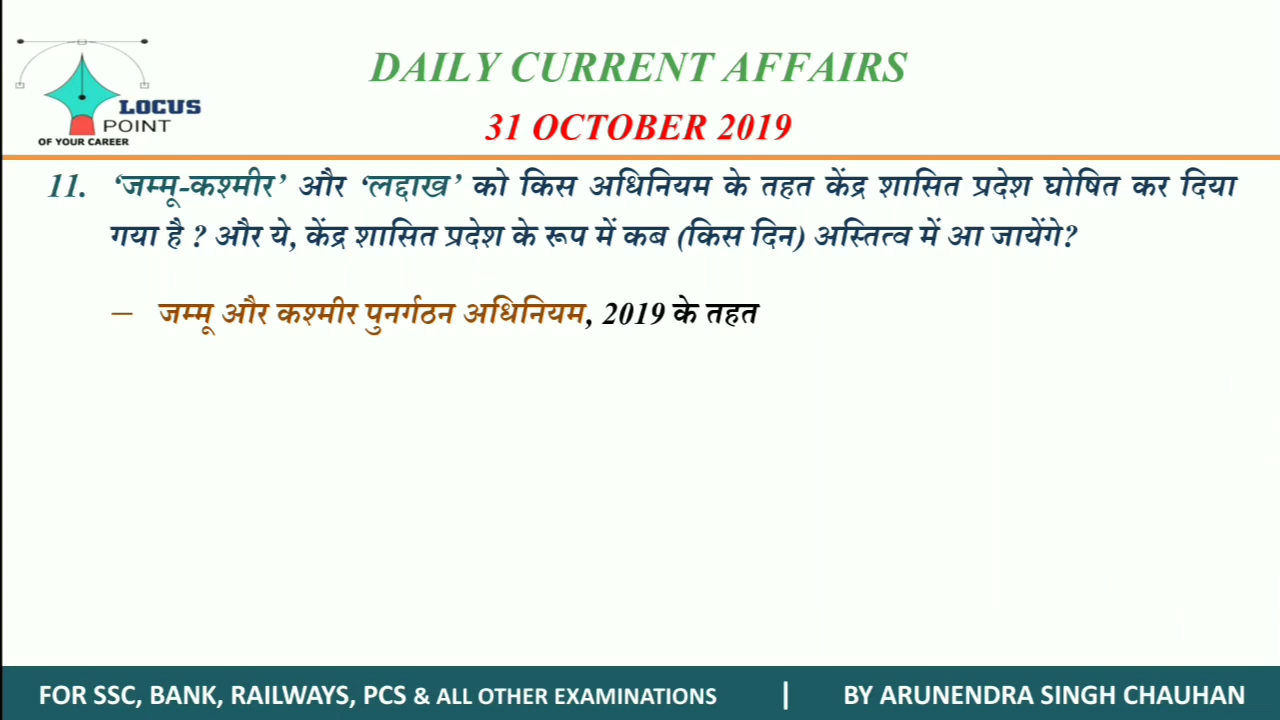 LOCUS
POINT
OF YOUR CAREER
DAILY CURRENT AFFAIRS
31 OCTOBER 2019
11. ‘जम्मू-कश्मीर’ और ‘लद्दाख’ को किस अधिनियम के तहत केंद्र शासित प्रदेश घोषित कर दिया
गया है ? और ये, केंद्र शासित प्रदेश के रूप में कब (किस दिन) अस्तित्व में आ जायेंगे?
– जम्मू और कश्मीर पुनर्गठन अधिनियम, 2019 के तहत
FOR SSC, BANK, RAILWAYS, PCS & ALL OTHER EXAMINATIONS | BY ARUNENDRA SINGH CHAUHAN